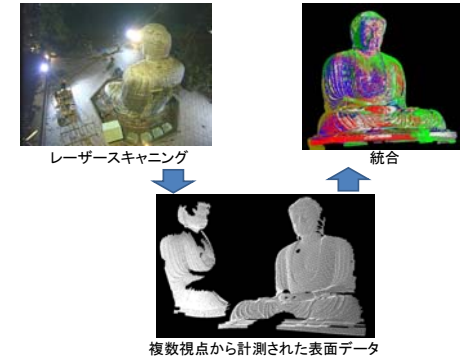 レーザースキャニング
統合
複数視点から計測された表面データ